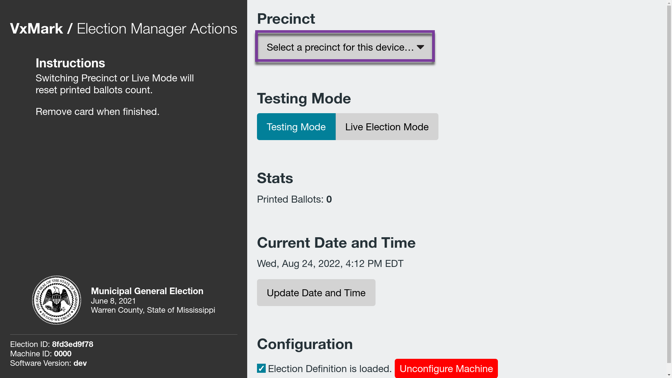 VxMark / Election Manager Actions
Instructions
Switching Precinct or Live Mode will
reset printed ballots count.
Remove card when finished.
Municipal General Election
June 8, 2021
Warren County, State of Mississippi
Election ID: 8fd3ed9f78
Machine ID: 0000
Software Version: dev
Precinct
Select a precinct for this device…
Testing Mode
Testing Mode
Live Election Mode
Stats
Printed Ballots: 0
Current Date and Time
Wed, Aug 24, 2022, 4:12 PM EDT
Update Date and Time
Configuration
Election Definition is loaded. Unconfigure Machine